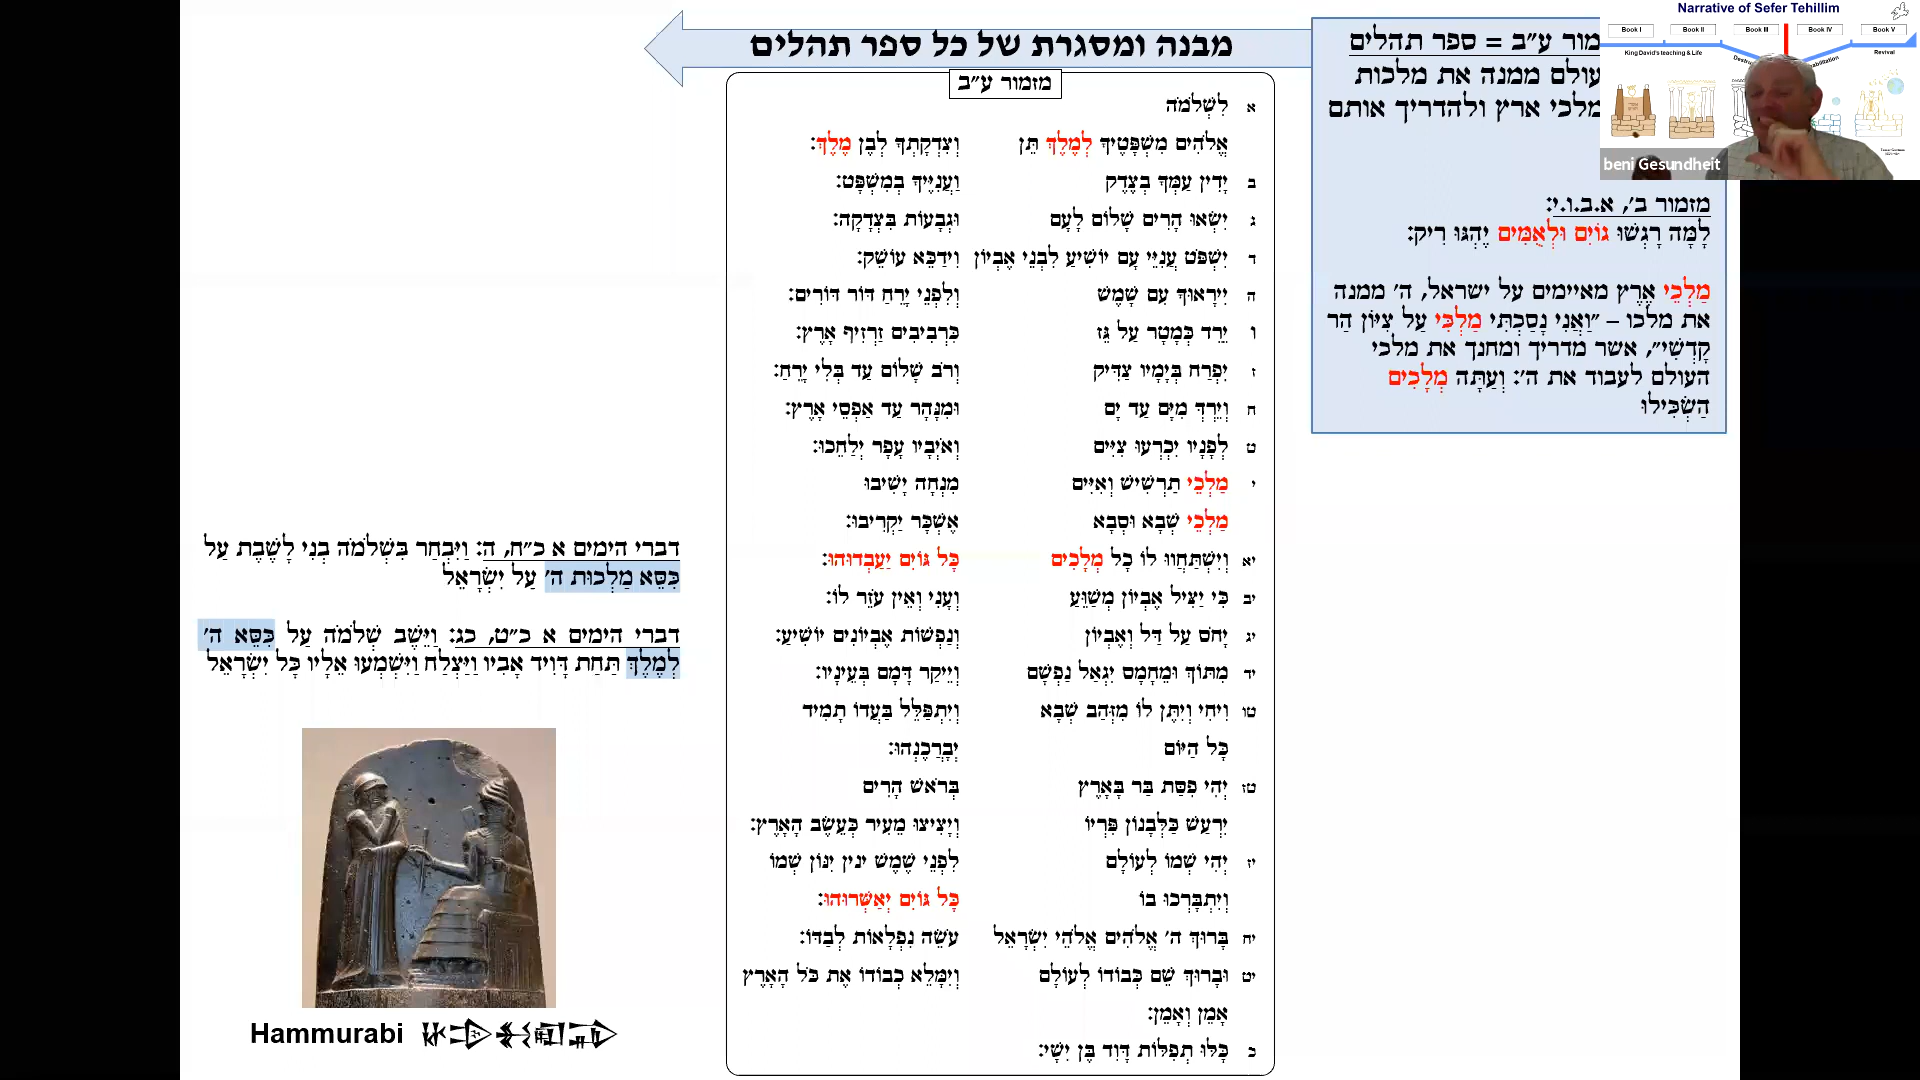 מבנה ומסגרת של כל ספר תהלים
מזמור ע״ב
א לִשְׁלֹמֹה
אֱלֹהִים מִשְׁפָּטֶיךָ לְמֶלֶךְ תֵּן וְצִדְקָתְךָ לְבֶן מֶלֶךְ:
ב יָדִין עַמְּךָ בְצֶדֶק וַעֲנִיֶּיךָ בְמִשְׁפָּט:
ג יִשְׂאוּ הָרִים שָׁלוֹם לָעָם וּגְבָעוֹת בִּצְדָקָה:
ד יִשְׁפֹּט עֲנִיֵּי עָם יוֹשִׁיעַ לִבְנֵי אֶבְיוֹן וִידַכֵּא עוֹשֵׁק:
ה יִירָאוּךָ עִם שָׁמֶשׁ וְלִפְנֵי יָרֵחַ דּוֹר דּוֹרִים:
ו יֵרֵד כְּמָטָר עַל גֵּז כִּרְבִיבִים זַרְזִיף אָרֶץ:
ז יִפְרַח בְּיָמָיו צַדִּיק וְרֹב שָׁלוֹם עַד בְּלִי יָרֵחַ:
ח וְיֵרְדְּ מִיָּם עַד יָם וּמִנָּהָר עַד אַפְסֵי אָרֶץ:
ט לְפָנָיו יִכְרְעוּ צִיִּים וְאֹיְבָיו עָפָר יְלַחֵכוּ:
י מַלְכֵי תַרְשִׁישׁ וְאִיִּים מִנְחָה יָשִׁיבוּ
מַלְכֵי שְׁבָא וּסְבָא אֶשְׁכָּר יַקְרִיבוּ:
יא וְיִשְׁתַּחֲווּ לוֹ כָל מְלָכִים כָּל גּוֹיִם יַעַבְדוּהוּ:
יב כִּי יַצִּיל אֶבְיוֹן מְשַׁוֵּעַ וְעָנִי וְאֵין עֹזֵר לוֹ:
יג יָחֹס עַל דַּל וְאֶבְיוֹן וְנַפְשׁוֹת אֶבְיוֹנִים יוֹשִׁיעַ:
יד מִתּוֹךְ וּמֵחָמָס יִגְאַל נַפְשָׁם וְיֵיקַר דָּמָם בְּעֵינָיו:
טו וִיחִי וְיִתֶּן לוֹ מִזְּהַב שְׁבָא וְיִתְפַּלֵּל בַּעֲדוֹ תָמִיד
כָּל הַיּוֹם יְבָרֲכֶנְהוּ:
טז יְהִי פִסַּת בַּר בָּאָרֶץ בְּרֹאשׁ הָרִים
יִרְעַשׁ כַּלְּבָנוֹן פִּרְיוֹ וְיָצִיצוּ מֵעִיר כְּעֵשֶׂב הָאָרֶץ:
יז יְהִי שְׁמוֹ לְעוֹלָם לִפְנֵי שֶׁמֶשׁ ינין יִנּוֹן שְׁמוֹ
וְיִתְבָּרְכוּ בוֹ כָּל גּוֹיִם יְאַשְּׁרוּהוּ:
יח בָּרוּךְ ה׳ אֱלֹהִים אֱלֹהֵי יִשְׂרָאֵל עֹשֵׂה נִפְלָאוֹת לְבַדּוֹ:
יט וּבָרוּךְ שֵׁם כְּבוֹדוֹ לְעוֹלָם וְיִמָּלֵא כְבוֹדוֹ אֶת כֹּל הָאָרֶץ
אָמֵן וְאָמֵן:
כ כָּלּוּ תְפִלּוֹת דָּוִד בֶּן יִשָׁי:
מור ע״ב = ספר תהלים
עולם ממנה את מלכות
מלכי ארץ ולהדריך אותם
מזמור ב׳, א.ב.ו.י:
לָמָּה רָגְשׁוּ גוֹיִם וּלְאֻמִּים יֶהְגּוּ רִיק:
מַלְכֵי אֶרֶץ מאיימים על ישראל, ה׳ ממנה
את מלכו – ״וַאֲנִי נָסַכְתִּי מַלְכִּי עַל צִיּוֹן הַר
קָדְשִׁי״, אשר מדריך ומחנך את מלכי
העולם לעבוד את ה׳: וְעַתָּה מְלָכִים
הַשְׂכִּילוּ
דברי הימים א כ״ח, ה: וַיִּבְחַר בִּשְׁלֹמֹה בְנִי לָשֶׁבֶת עַל
כִּסֵּא מַלְכוּת ה׳ עַל יִשְׂרָאֵל
דברי הימים א כ״ט, כג: וַיֵּשֶׁב שְׁלֹמֹה עַל כִּסֵּא ה׳
לְמֶלֶךְ תַּחַת דָּוִיד אָבִיו וַיַּצְלַח וַיִּשְׁמְעוּ אֵלָיו כָּל יִשְׂרָאֵל
Hammurabi
Narrative of Sefer Tehillim
Book I Book II Book III Book IV Book V
King David's teaching & Life Revival
beni Gesundheit